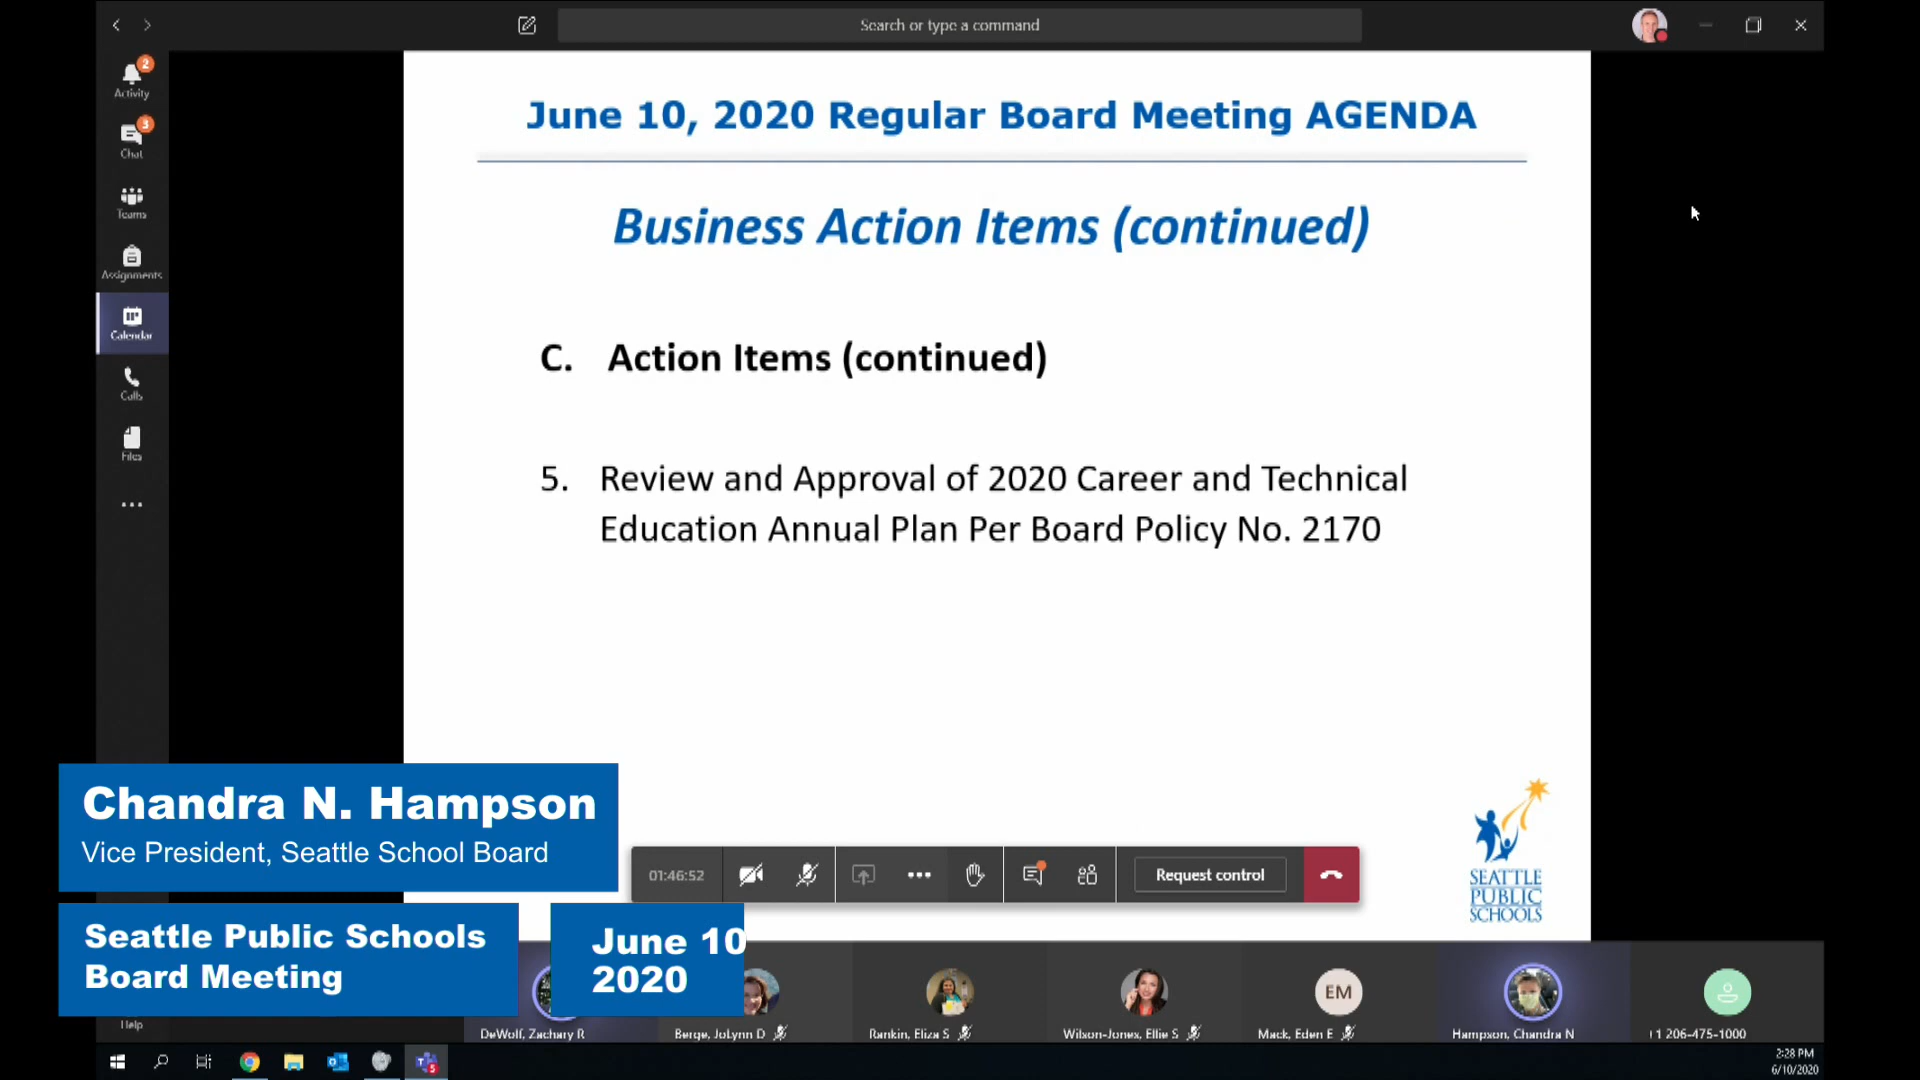 Search or type a command
2
Activity
3
Chat
Teams
Assignments
Calendar
Calls
Files
June 10, 2020 Regular Board Meeting AGENDA
Business Action Items (continued)
C. Action Items (continued)
5. Review and Approval of 2020 Career and Technical
Education Annual Plan Per Board Policy No. 2170
Chandra N. Hampson
Vice President, Seattle School Board
Seattle Public Schools
Board Meeting
June 10
2020
01:46:52
Request control
SEATTLE
PUBLIC
SCHOOLS
EM
Help
DeWolf, Zachary R
Berge, JoLynn D
Rankin, Eliza S
Wilson-Jones, Ellie S
Mack, Eden E
Hampson, Chandra N
+1 206-475-1000
5
2:28 PM
6/10/2020